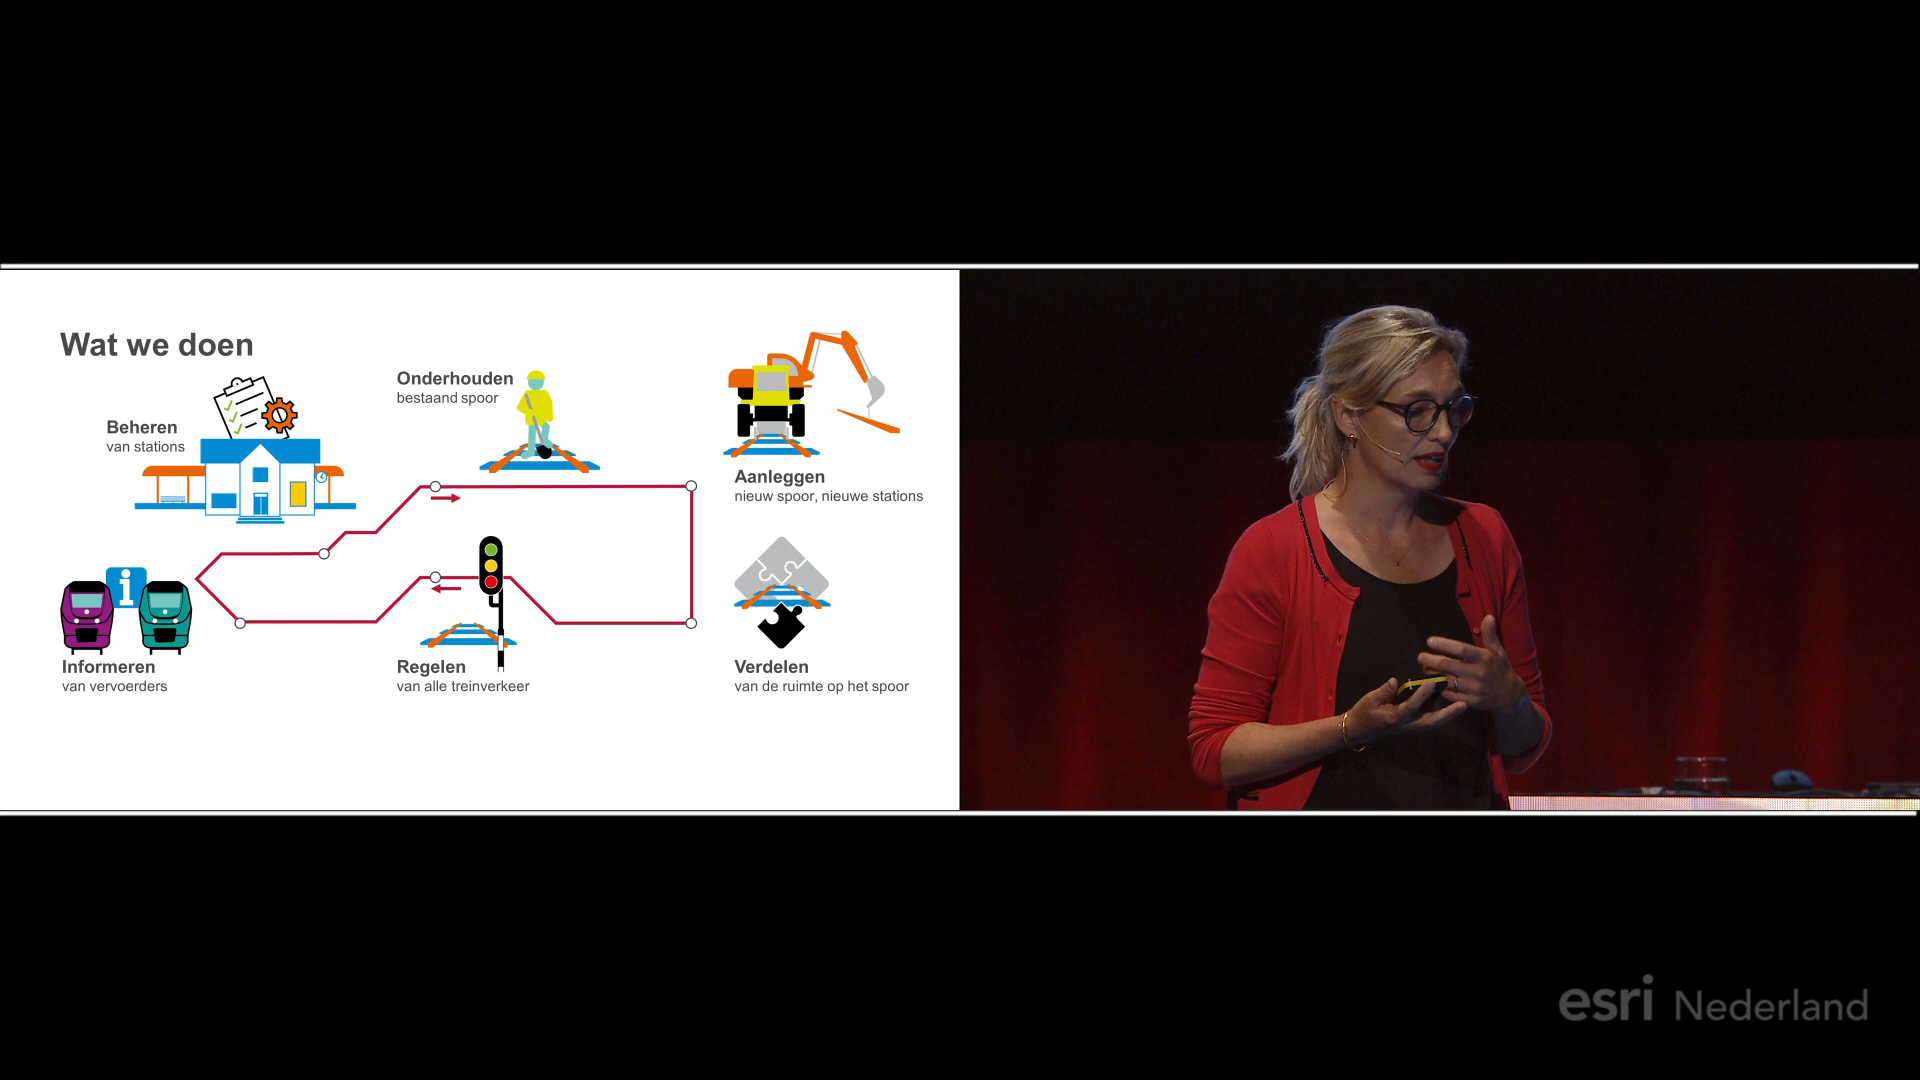 Wat we doen
Beheren
van stations
Onderhouden
bestaand spoor
Aanleggen
nieuw spoor, nieuwe stations
Informeren
van vervoerders
Regelen
van alle treinverkeer
Verdelen
van de ruimte op het spoor
esri Nederland